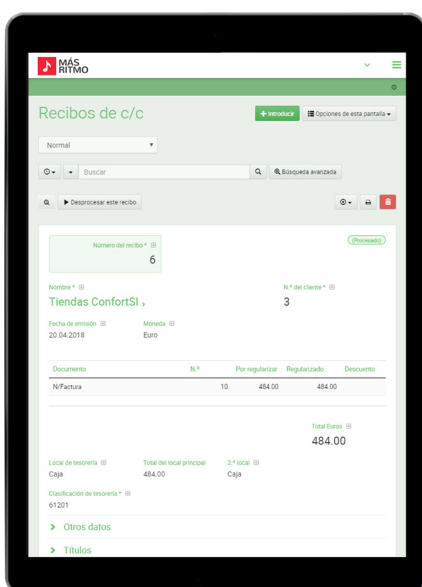 MÁS
RITMO
Recibos de c/c
Introducir
Opciones de esta pantalla
Normal
Buscar
Búsqueda avanzada
Desprocesar este recibo
Número del recibo *
6
(Procesado)
Nombre * N.º del cliente *
Tiendas ConfortSI 3
Fecha de emisión Moneda
20.04.2018 Euro
Documento N.º Por regularizar Regularizado Descuento
N/Factura 10 484.00 484.00
Total Euros
484.00
Local de tesorería Total del local principal 2.º local
Caja 484.00 Caja
Clasificación de tesorería *
61201
Otros datos
Títulos